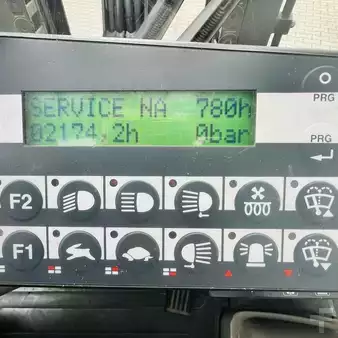 SERVICE NA 780h
02174,2h 0bar
PRG
PRG
F2
F1